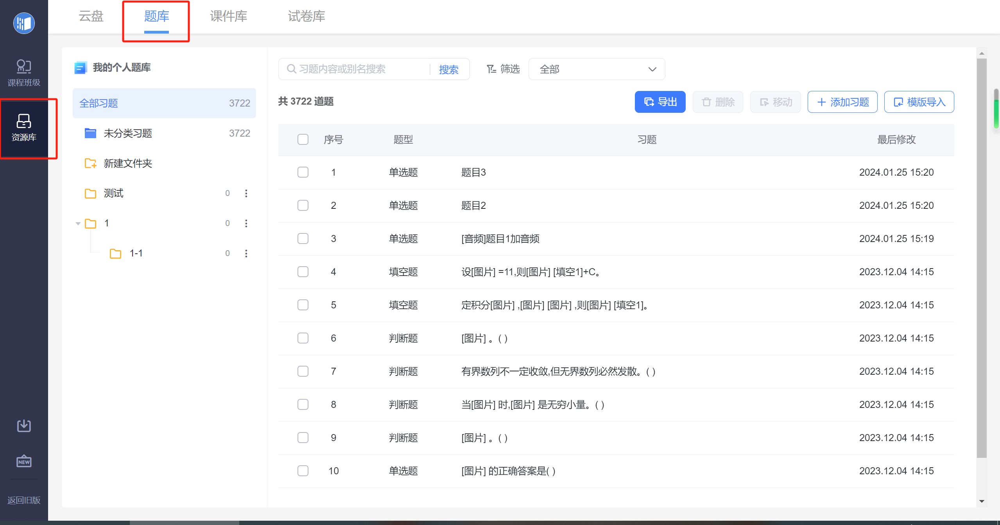 云盘 题库 课件库 试卷库
课程班级
资源库
NEW
返回旧版
我的个人题库
全部习题 3722
未分类习题 3722
新建文件夹
测试 0
1 0
1-1 0
习题内容或别名搜索 搜索 筛选 全部
共 3722 道题 导出 删除 移动 添加习题 模版导入
序号 题型 习题 最后修改
1 单选题 题目3 2024.01.25 15:20
2 单选题 题目2 2024.01.25 15:20
3 单选题 [音频]题目1加音频 2024.01.25 15:19
4 填空题 设[图片] =11,则[图片] [填空1]+C。 2023.12.04 14:15
5 填空题 定积分[图片] ,[图片] [图片] ,则[图片] [填空1]。 2023.12.04 14:15
6 判断题 [图片] 。( ) 2023.12.04 14:15
7 判断题 有界数列不一定收敛,但无界数列必然发散。( ) 2023.12.04 14:15
8 判断题 当[图片] 时,[图片] 是无穷小量。( ) 2023.12.04 14:15
9 判断题 [图片] 。( ) 2023.12.04 14:15
10 单选题 [图片] 的正确答案是( ) 2023.12.04 14:15